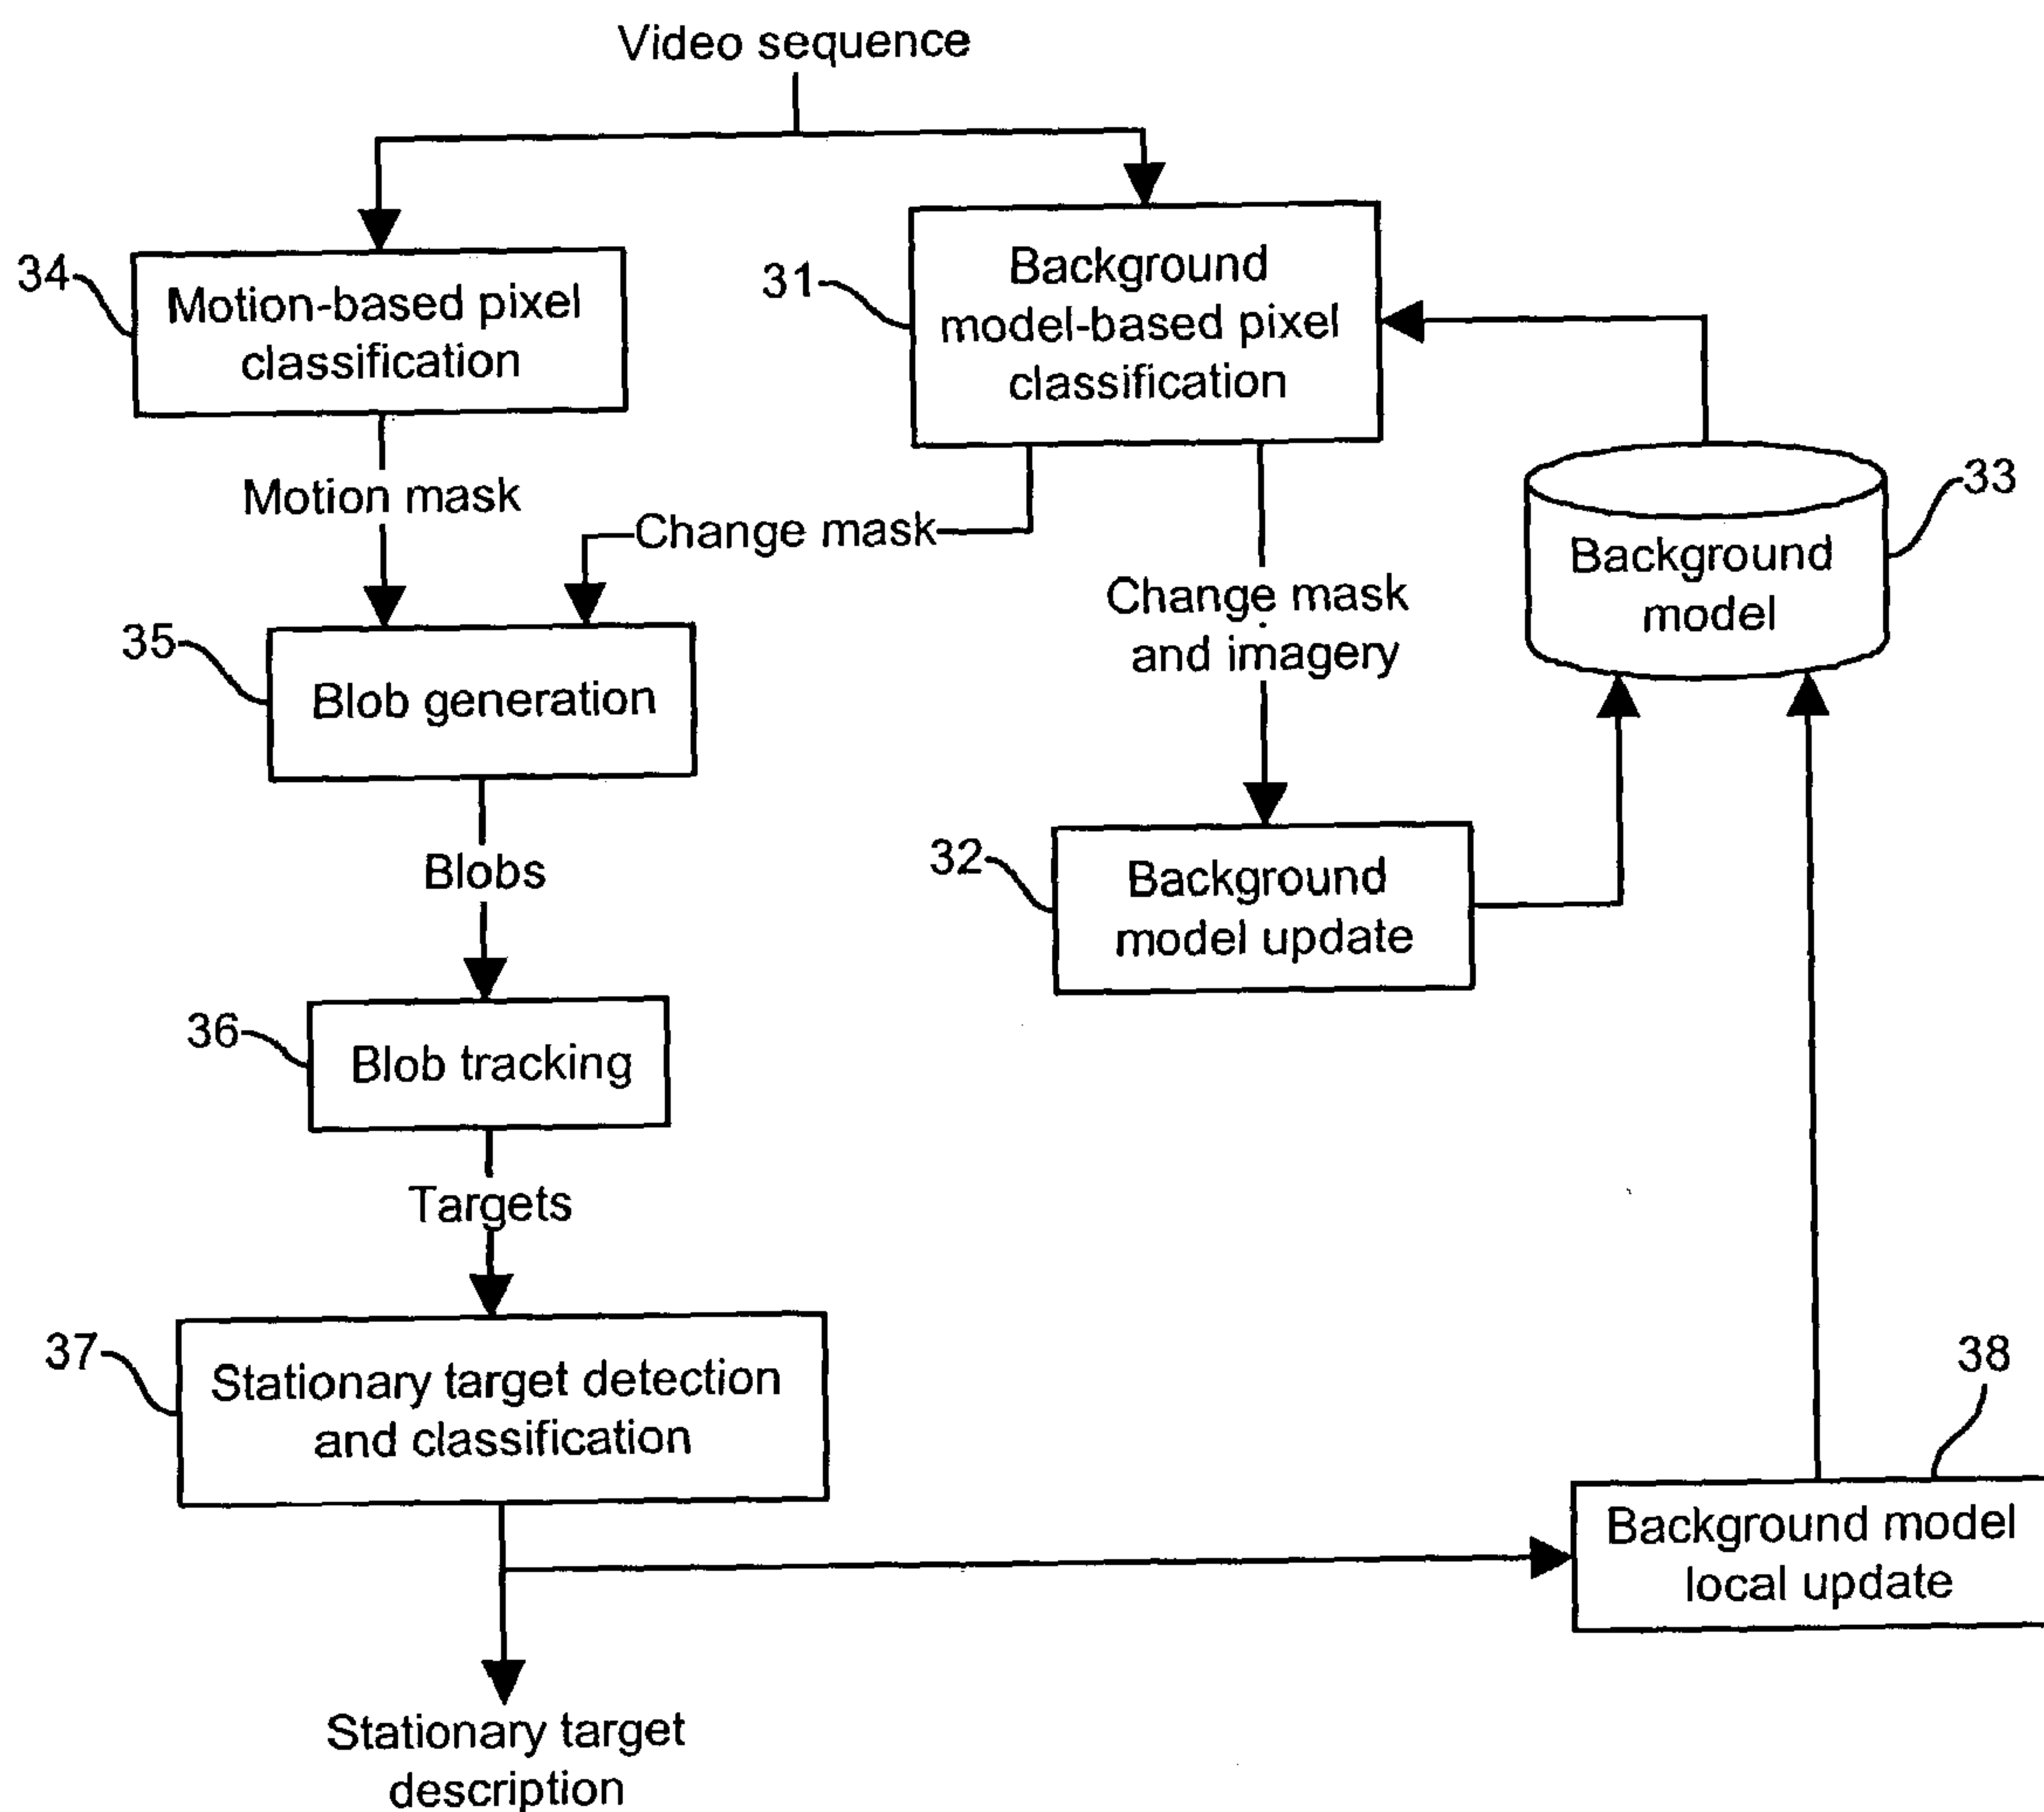 Video sequence
34
Motion-based pixel
classification
31
Background
model-based pixel
classification
Motion mask
Change mask
Change mask
and imagery
33
Background
model
35
Blob generation
Blobs
32
Background
model update
36
Blob tracking
Targets
37
Stationary target detection
and classification
38
Background model
local update
Stationary target
description